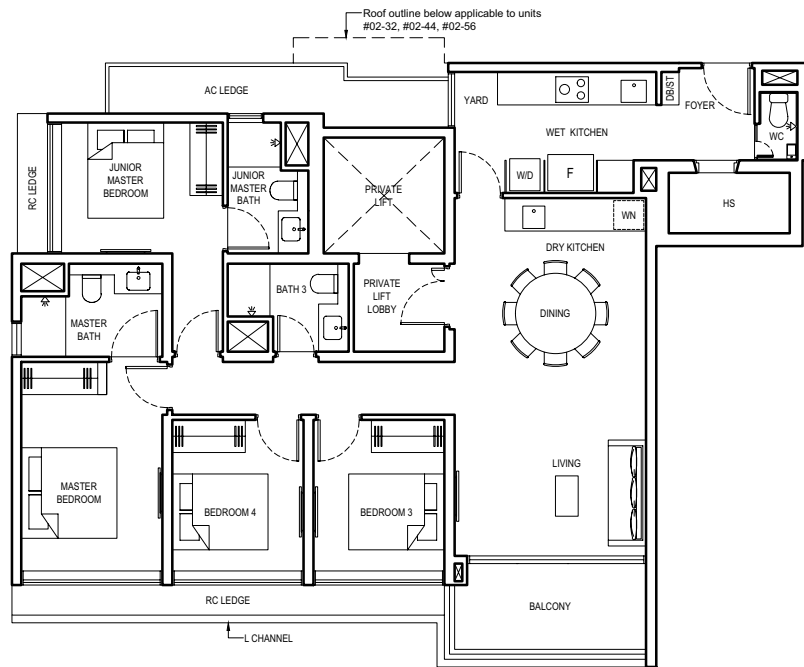 Roof outline below applicable to units
#02-32, #02-44, #02-56
AC LEDGE
YARD
DB/ST
FOYER
WET KITCHEN
WC
RC LEDGE
JUNIOR
MASTER
BEDROOM
JUNIOR
MASTER
BATH
PRIVATE
LIFT
W/D
F
HS
WN
DRY KITCHEN
BATH 3
PRIVATE
LIFT
LOBBY
DINING
MASTER
BATH
LIVING
MASTER
BEDROOM
BEDROOM 4
BEDROOM 3
RC LEDGE
BALCONY
L CHANNEL